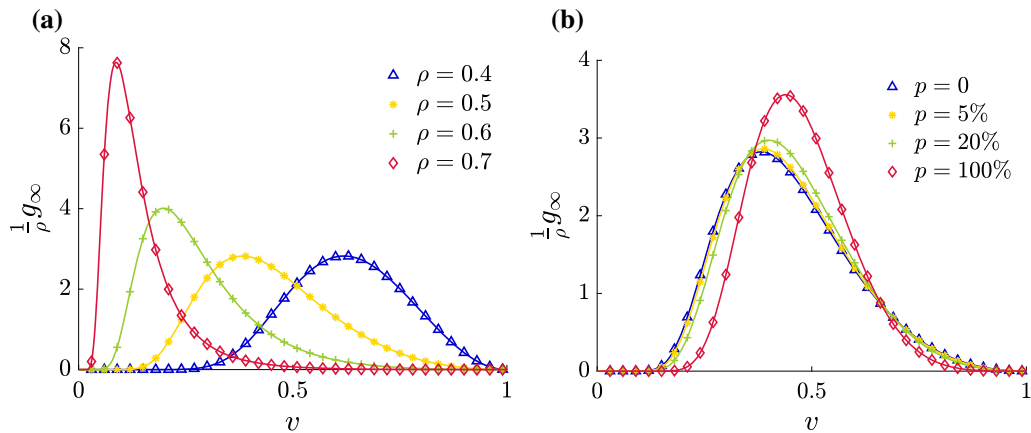 (a)
8
6
4
2
0
0
0.5
1
1/ρ g∞
v
ρ = 0.4
ρ = 0.5
ρ = 0.6
ρ = 0.7
(b)
4
3
2
1
0
0
0.5
1
1/ρ g∞
v
p = 0
p = 5%
p = 20%
p = 100%